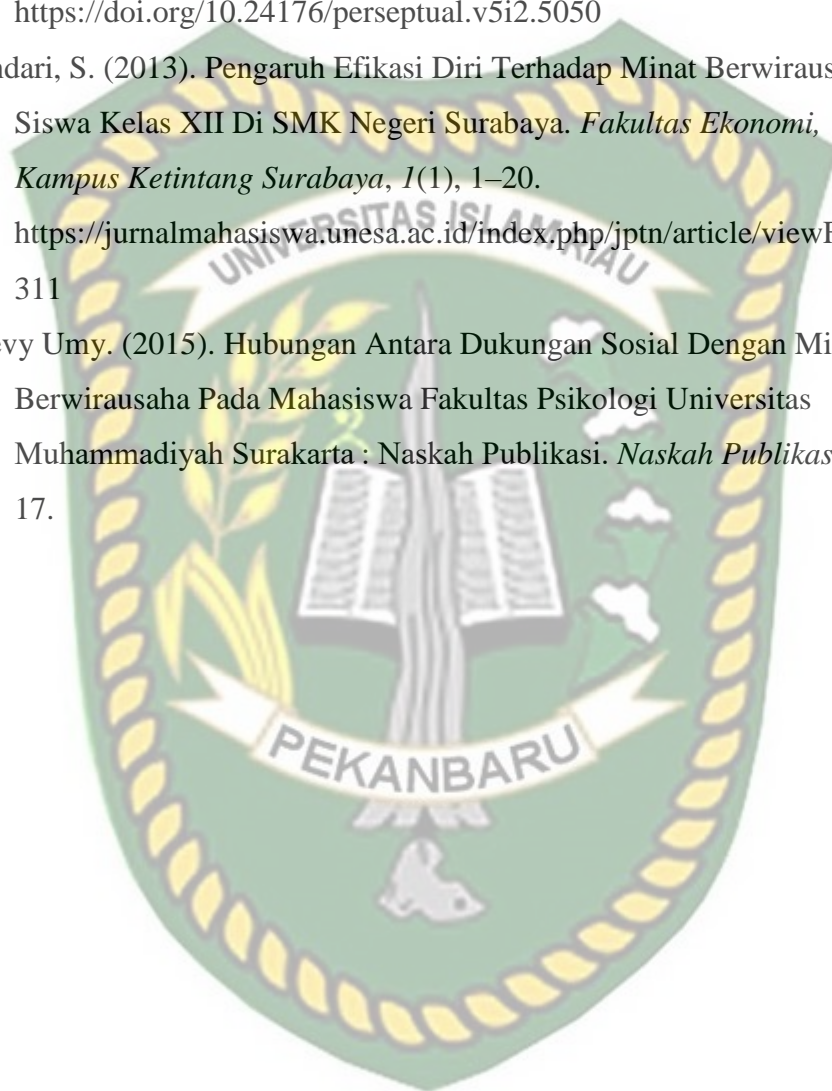 https://doi.org/10.24176/perseptual.v5i2.5050
ndari, S. (2013). Pengaruh Efikasi Diri Terhadap Minat Berwiraus
Siswa Kelas XII Di SMK Negeri Surabaya. Fakultas Ekonomi,
Kampus Ketintang Surabaya, 1(1), 1–20.
https://jurnalmahasiswa.unesa.ac.id/index.php/jptn/article/view
311
evy Umy. (2015). Hubungan Antara Dukungan Sosial Dengan Mi
Berwirausaha Pada Mahasiswa Fakultas Psikologi Universitas
Muhammadiyah Surakarta : Naskah Publikasi. Naskah Publikas
17.
UNIVERSITAS ISLAM RIAU
PEKANBARU